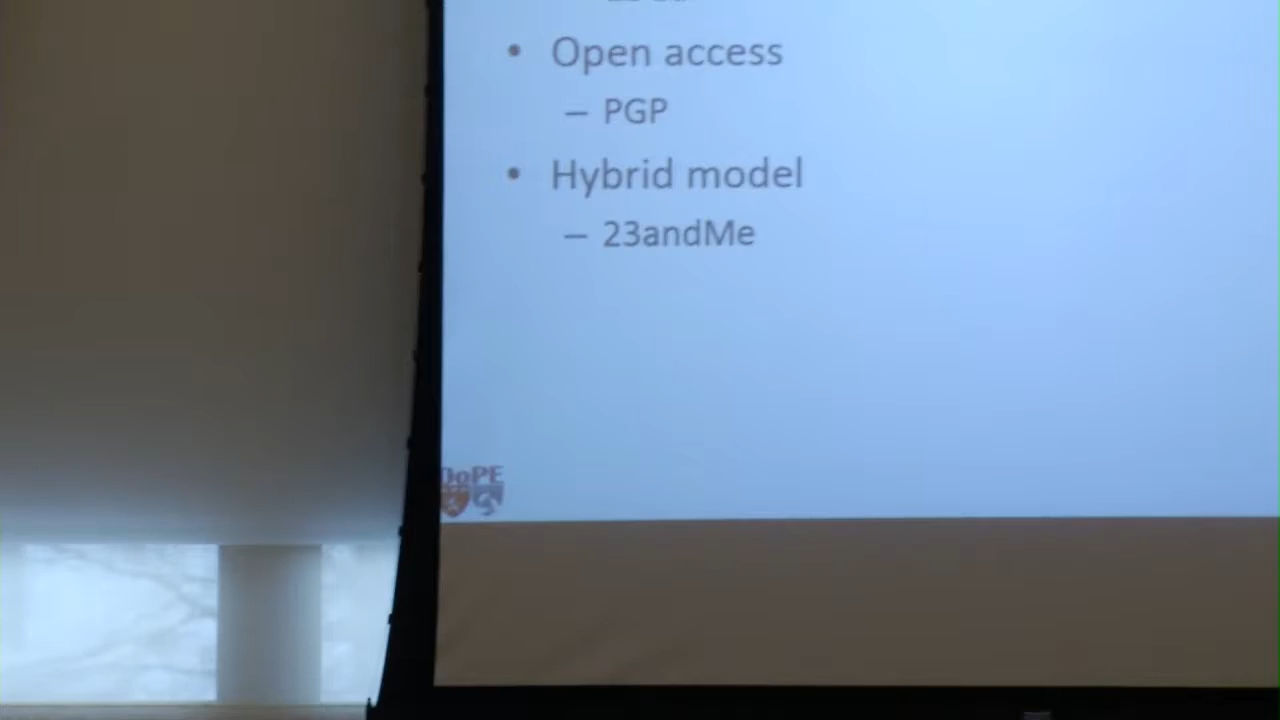 • Open access
– PGP
• Hybrid model
– 23andMe
DoPE